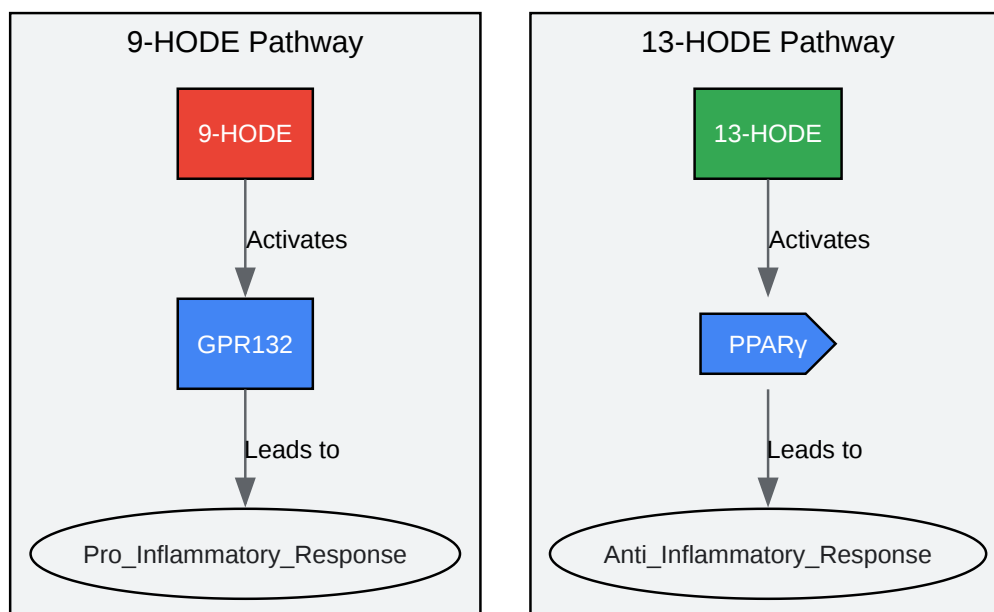 9-HODE Pathway
9-HODE
Activates
GPR132
Leads to
Pro_Inflammatory_Response
13-HODE Pathway
13-HODE
Activates
PPARγ
Leads to
Anti_Inflammatory_Response